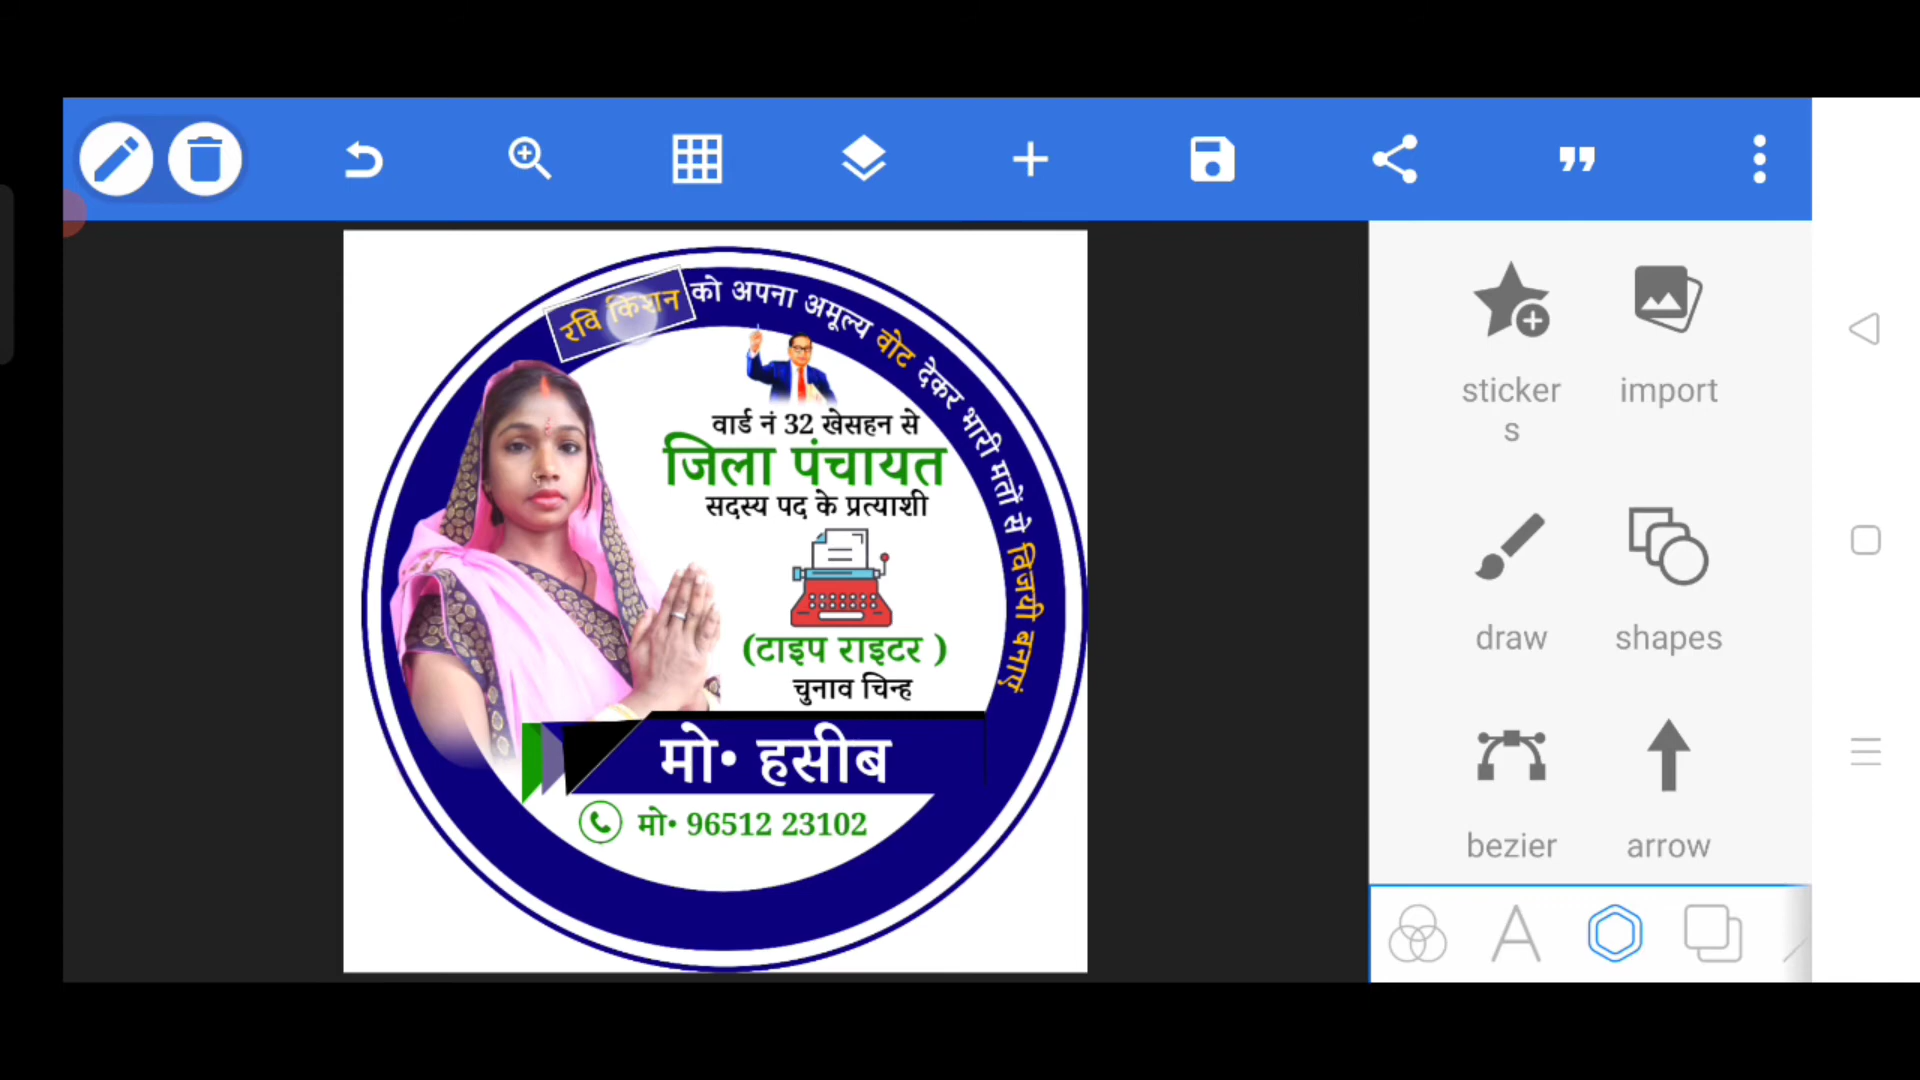 रवि किशन को अपना अमूल्य वोट देकर भारी मतों से विजयी बनाएं
वार्ड नं 32 खेसहन से
जिला पंचायत
सदस्य पद के प्रत्याशी
(टाइप राइटर )
चुनाव चिन्ह
मो॰ हसीब
मो॰ 96512 23102
sticker
s
import
draw
shapes
bezier
arrow